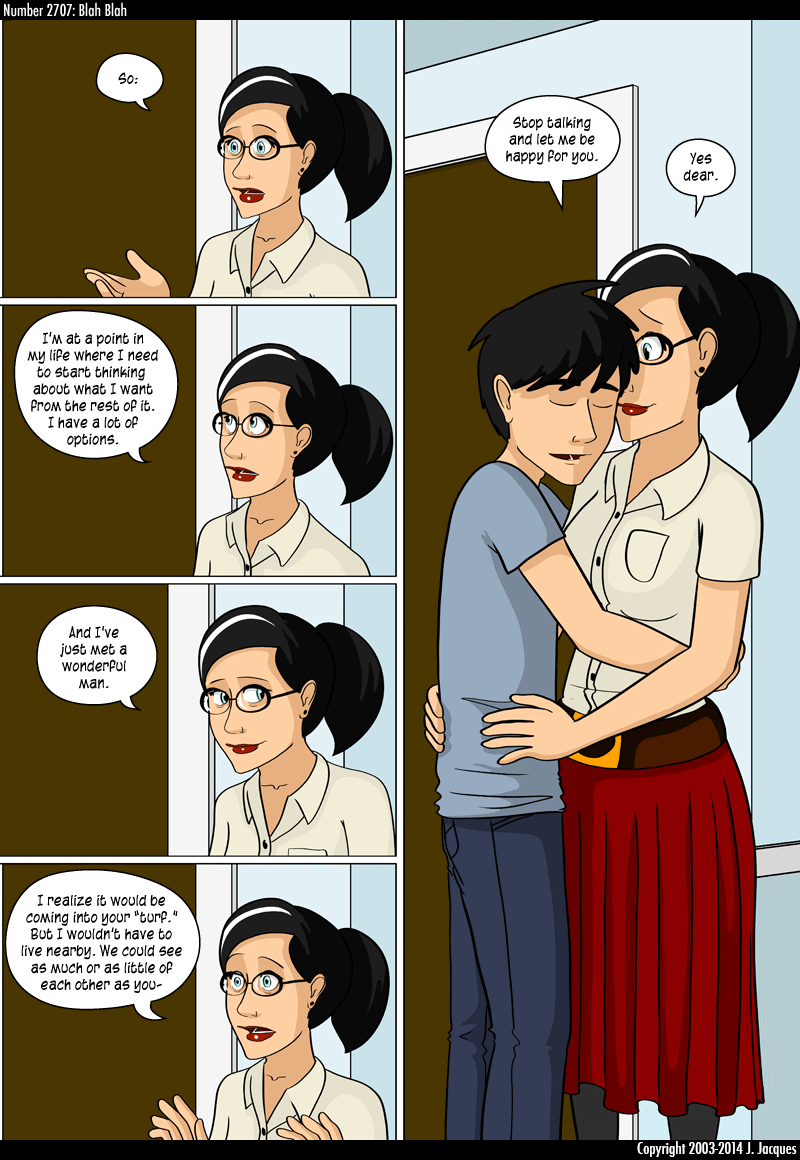 Number 2707: Blah Blah
So:
I'm at a point in
my life where I need
to start thinking
about what I want
from the rest of it.
I have a lot of
options.
And I've
just met a
wonderful
man.
I realize it would be
coming into your "turf."
But I wouldn't have to
live nearby. We could see
as much or as little of
each other as you-
Stop talking
and let me be
happy for you.
Yes
dear.
Copyright 2003-2014 J. Jacques